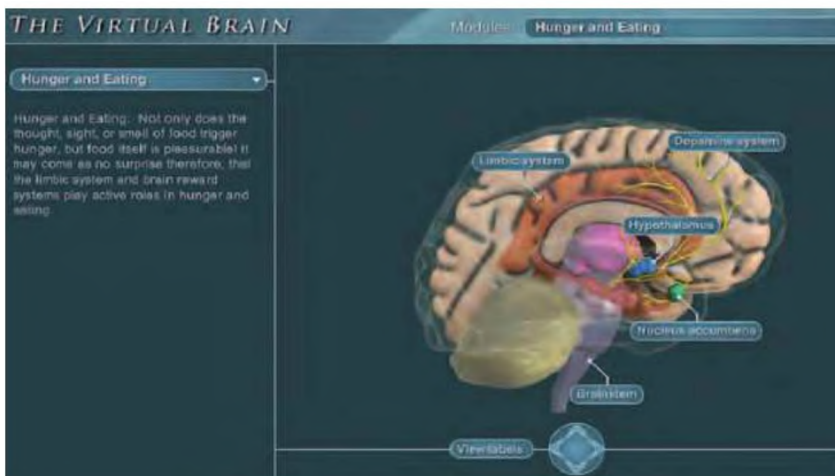 THE VIRTUAL BRAIN
Modules Hunger and Eating
Hunger and Eating
Hunger and Eating. Not only does the
thought, sight, or smell of food trigger
hunger, but food itself is pleasurable! It
may come as no surprise therefore, that
the limbic system and brain reward
systems play active roles in hunger and
eating.
Dopamine system
Limbic system
Hypothalamus
Nucleus accumbens
Brainstem
View labels